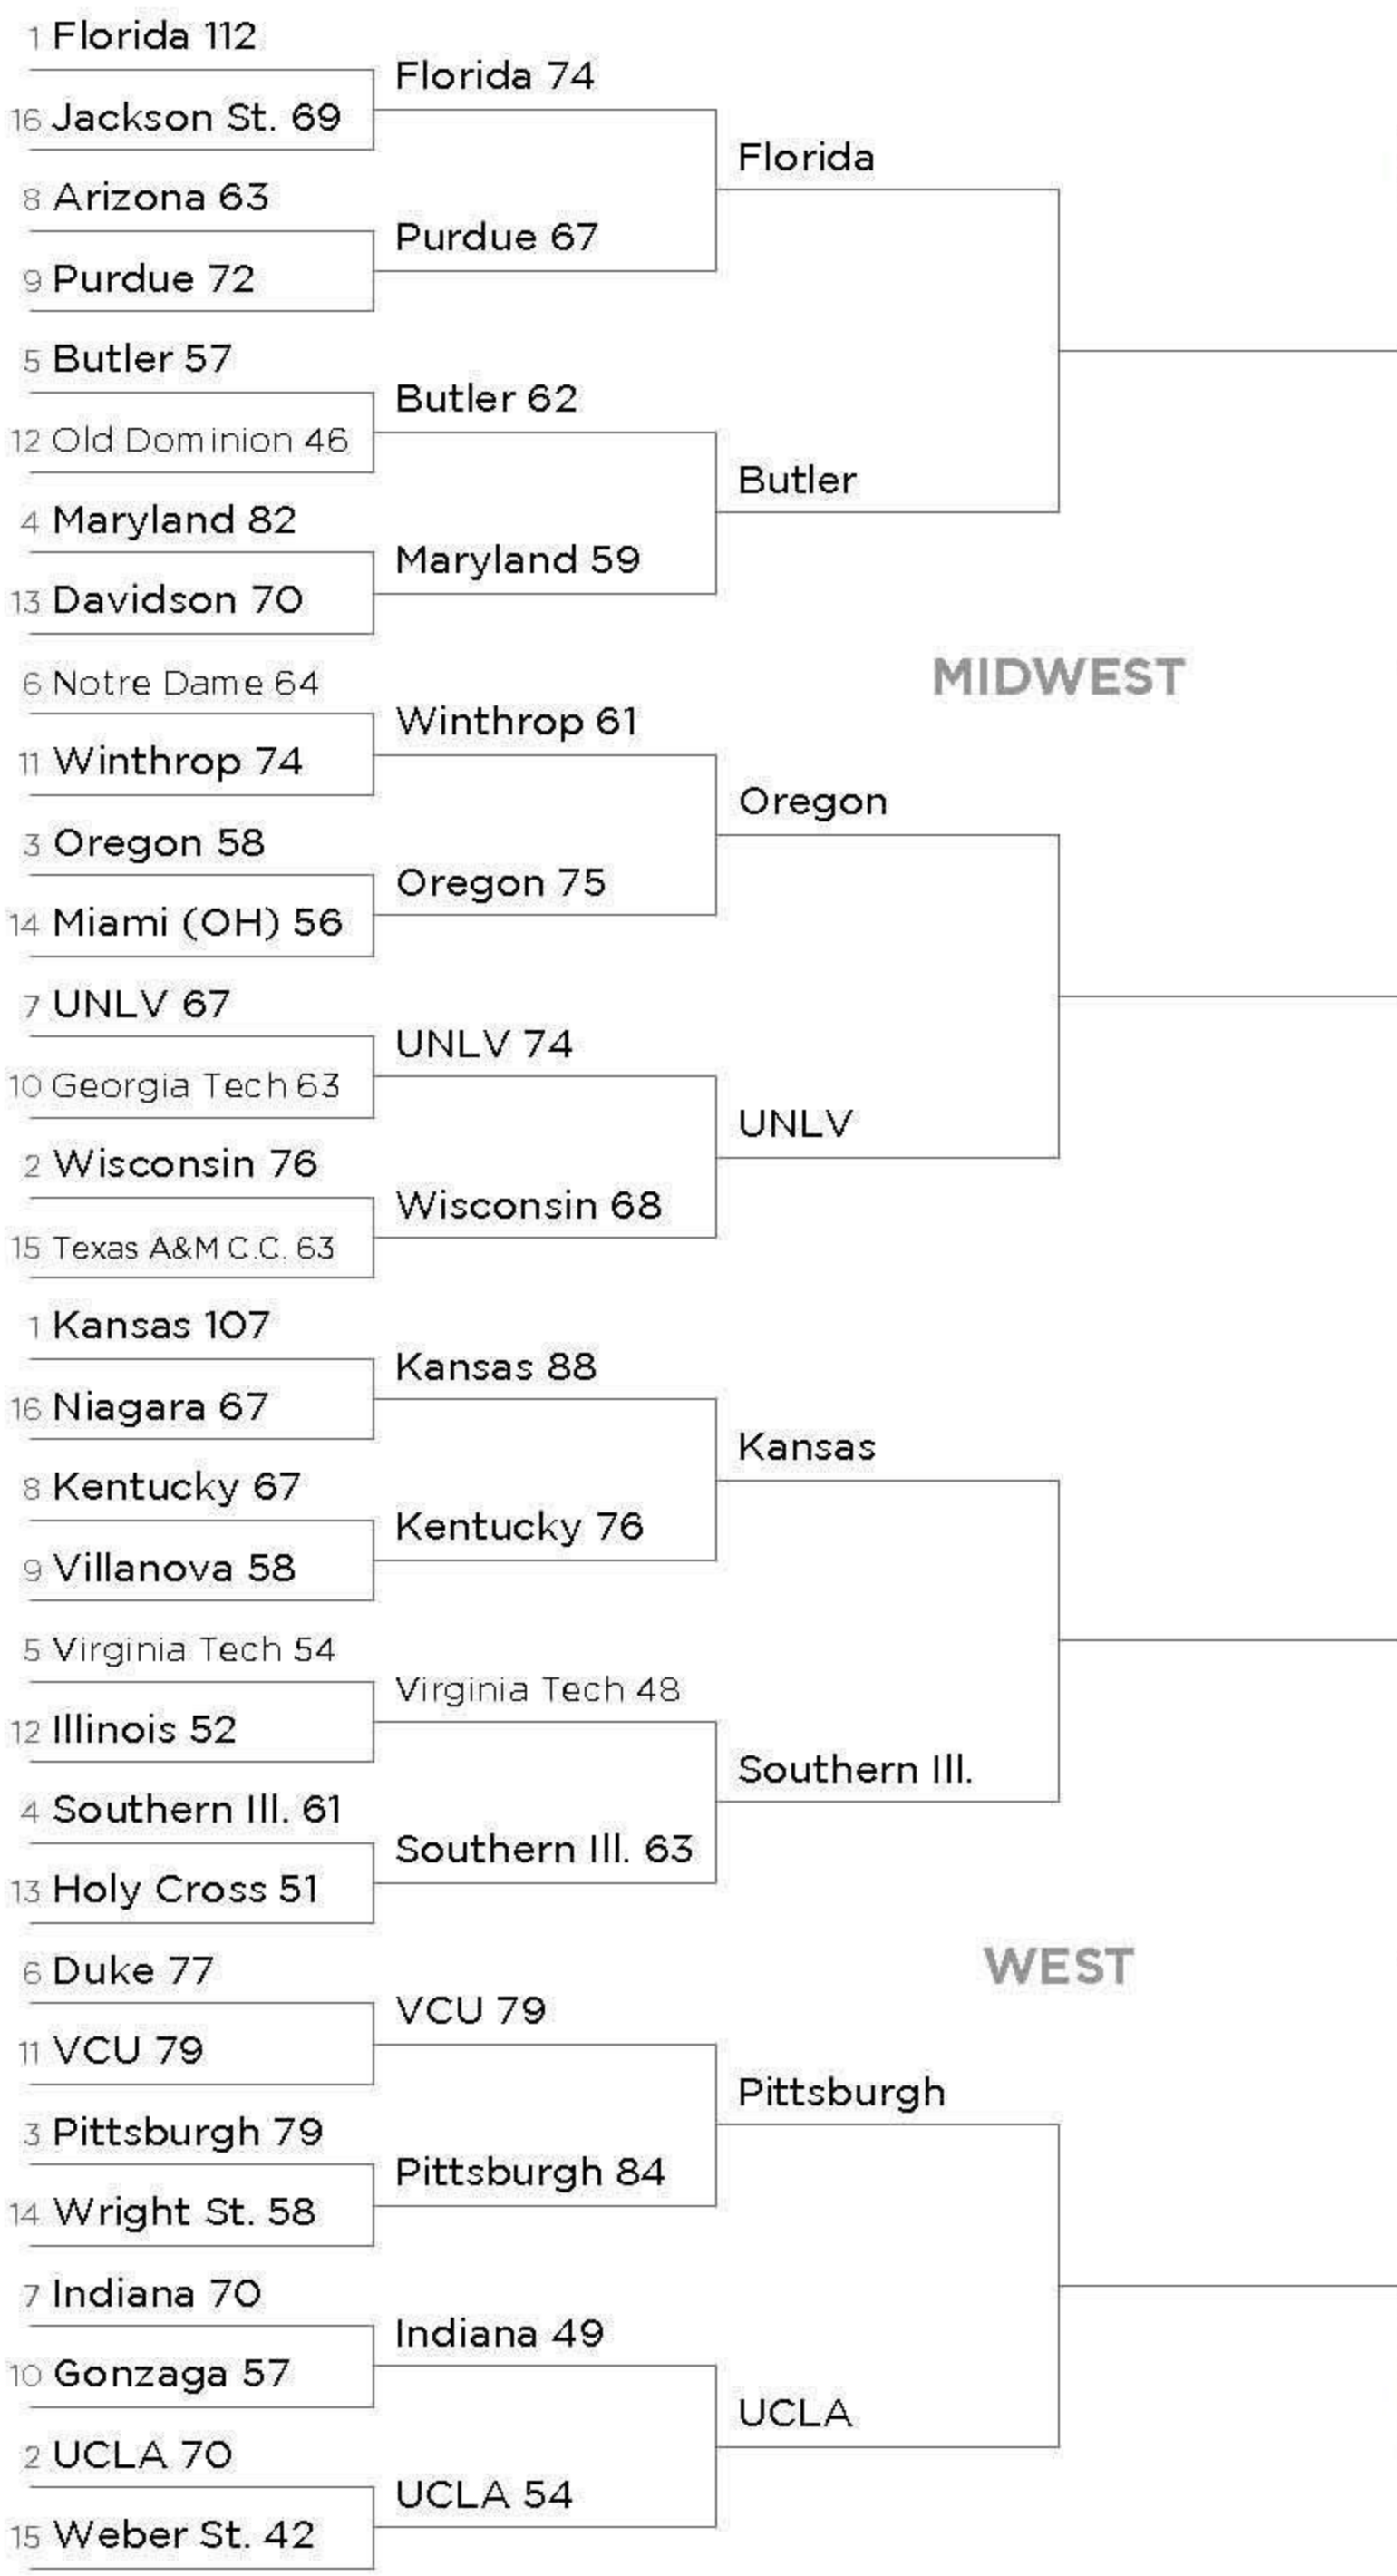 1 Florida 112
16 Jackson St. 69
8 Arizona 63
9 Purdue 72
5 Butler 57
12 Old Dominion 46
4 Maryland 82
13 Davidson 70
6 Notre Dame 64
11 Winthrop 74
3 Oregon 58
14 Miami (OH) 56
7 UNLV 67
10 Georgia Tech 63
2 Wisconsin 76
15 Texas A&M C.C. 63
1 Kansas 107
16 Niagara 67
8 Kentucky 67
9 Villanova 58
5 Virginia Tech 54
12 Illinois 52
4 Southern Ill. 61
13 Holy Cross 51
6 Duke 77
11 VCU 79
3 Pittsburgh 79
14 Wright St. 58
7 Indiana 70
10 Gonzaga 57
2 UCLA 70
15 Weber St. 42
Florida 74
Purdue 67
Butler 62
Maryland 59
Winthrop 61
Oregon 75
UNLV 74
Wisconsin 68
Kansas 88
Kentucky 76
Virginia Tech 48
Southern Ill. 63
VCU 79
Pittsburgh 84
Indiana 49
UCLA 54
Florida
Butler
Oregon
UNLV
Kansas
Southern Ill.
Pittsburgh
UCLA
MIDWEST
WEST